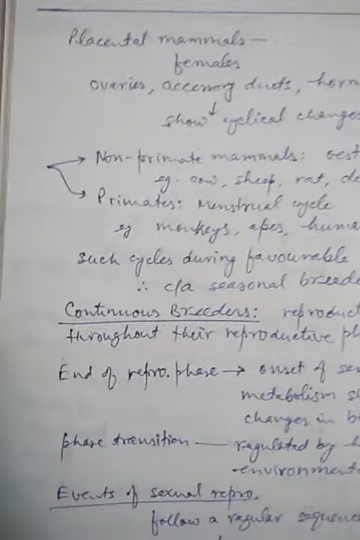 Placental mammals —
females
ovaries, accessory ducts, horm
↓
show cyclical changes
→ Non-primate mammals: oest
eg. cow, sheep, rat, de
→ Primates: menstrual cycle
eg monkeys, apes, huma
such cycles during favourable
∴ c/a seasonal breede
Continuous Breeders: reproduct
throughout their reproductive ph
End of repro. phase → onset of sen
metabolism sl
changes in b
phase transition — regulated by h
environment
Events of sexual repro.
follow a regular sequence